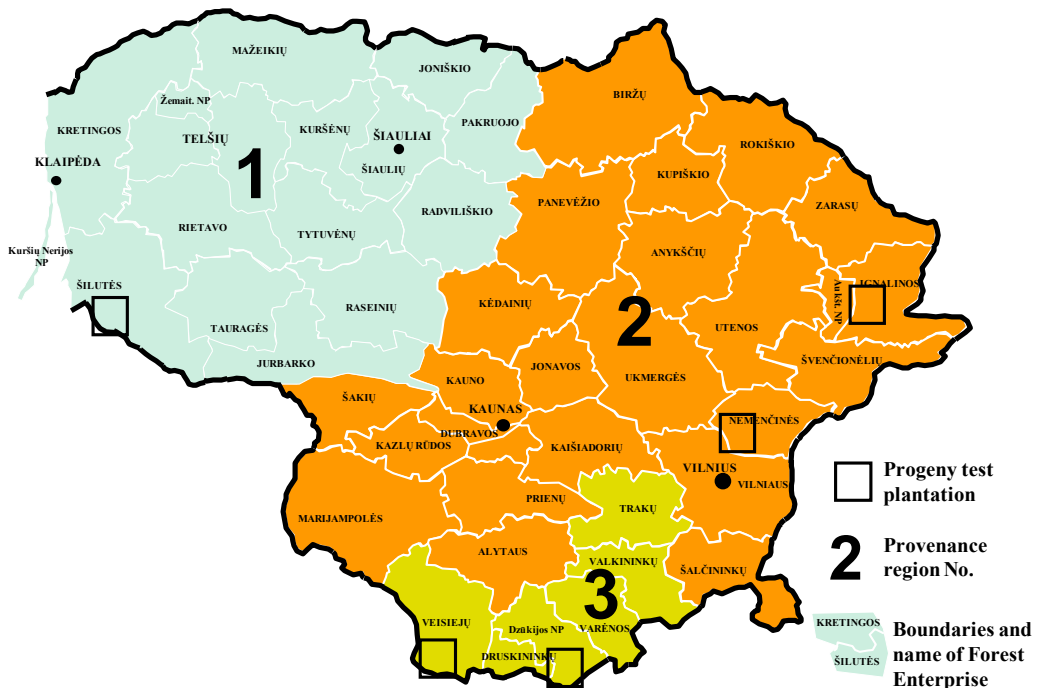 MAŽEIKIŲ
JONIŠKIO
BIRŽŲ
Žemait. NP
KRETINGOS
TELŠIŲ
KURŠĖNŲ
ŠIAULIAI
PAKRUOJO
ROKIŠKIO
KLAIPĖDA
1
ŠIAULIŲ
KUPIŠKIO
PANEVĖŽIO
ZARASŲ
RADVILIŠKIO
RIETAVO
TYTUVĖNŲ
ANYKŠČIŲ
Kuršių Nerijos
NP
ŠILUTĖS
IGNALINOS
Aukšt. NP
RASEINIŲ
KĖDAINIŲ
2
TAURAGĖS
UTENOS
JURBARKO
ŠVENČIONĖLIŲ
JONAVOS
KAUNO
UKMERGĖS
ŠAKIŲ
KAUNAS
NEMENČINĖS
DUBRAVOS
KAZLŲ RŪDOS
KAIŠIADORIŲ
VILNIUS
VILNIAUS
PRIENŲ
TRAKŲ
MARIJAMPOLĖS
ALYTAUS
VALKININKŲ
ŠALČININKŲ
3
VEISIEJŲ
Dzūkijos NP
VARĖNOS
DRUSKININKŲ
Progeny test
plantation
2
Provenance
region No.
KRETINGOS
ŠILUTĖS
Boundaries and
name of Forest
Enterprise